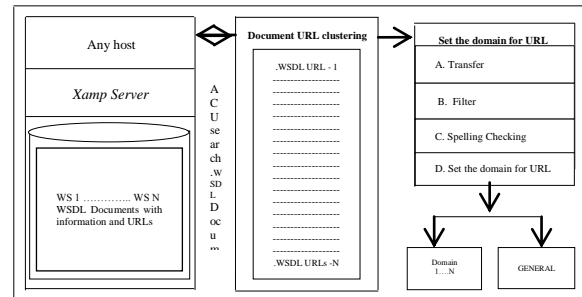 Any host
Xamp Server
WS 1 ………….. WS N
WSDL Documents with
information and URLs
A
C
U
se
ar
ch
.W
SD
L
D
oc
u
m
Document URL clustering
.WSDL URL - 1
.WSDL URLs -N
Set the domain for URL
A. Transfer
B. Filter
C. Spelling Checking
D. Set the domain for URL
Domain
1….N
GENERAL